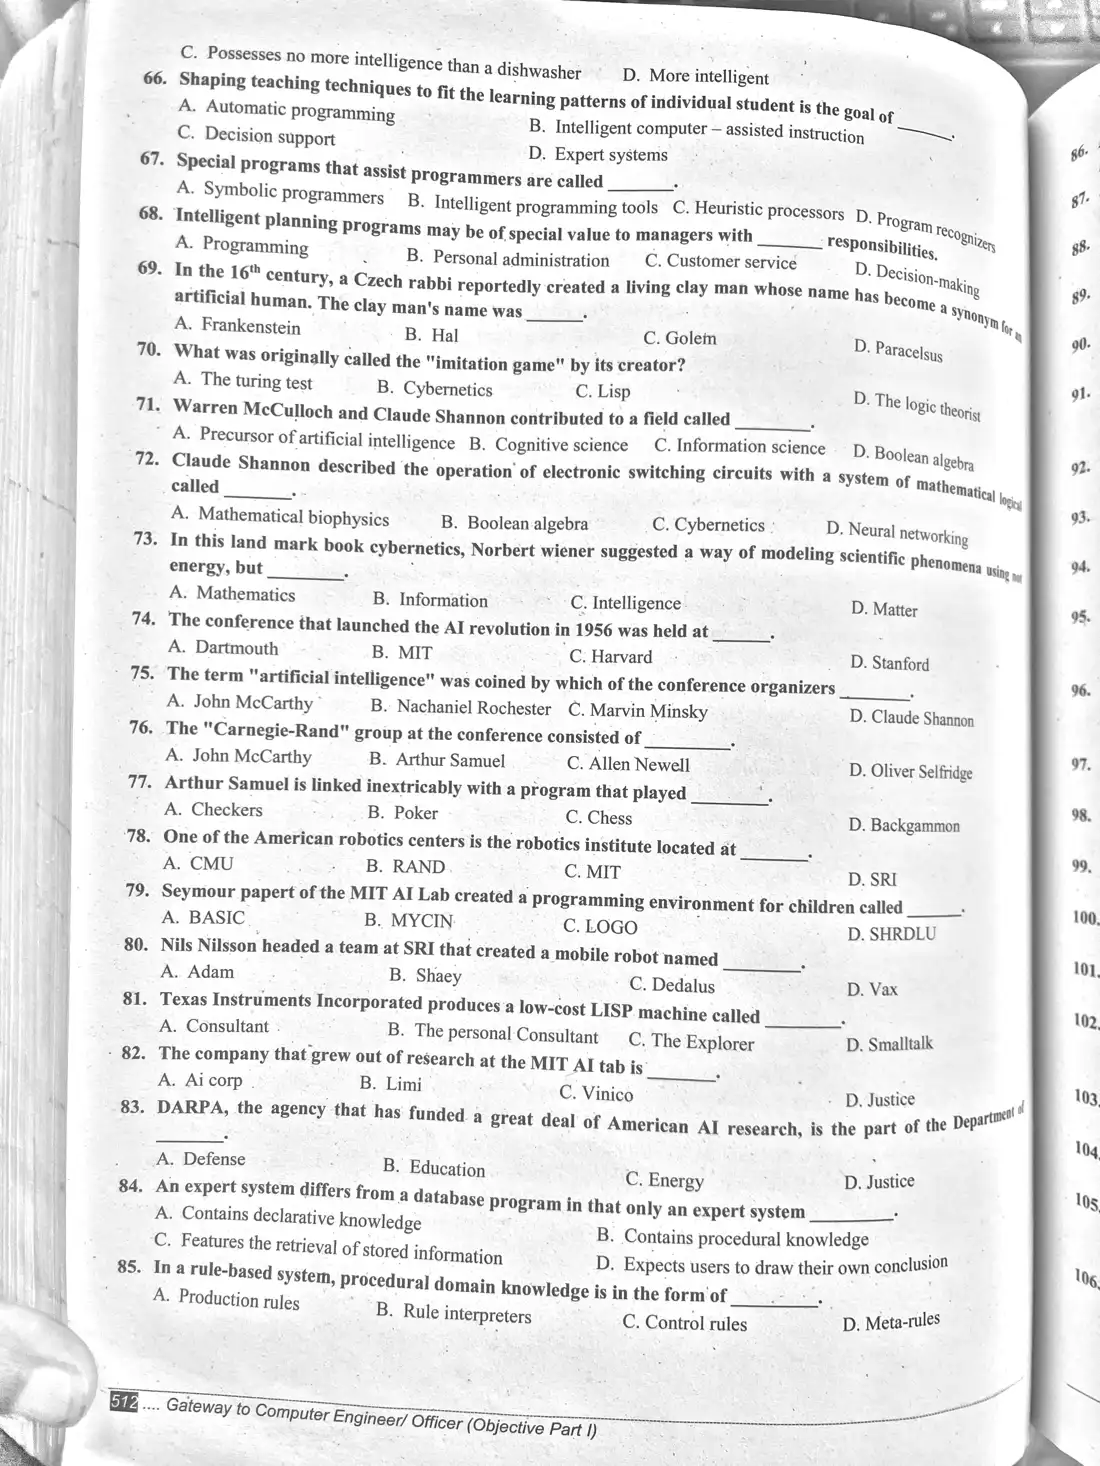 C. Possesses no more intelligence than a dishwasher D. More intelligent
66. Shaping teaching techniques to fit the learning patterns of individual student is the goal of ______.
A. Automatic programming B. Intelligent computer – assisted instruction
C. Decision support D. Expert systems
67. Special programs that assist programmers are called ______.
A. Symbolic programmers B. Intelligent programming tools C. Heuristic processors D. Program recognizers
68. Intelligent planning programs may be of special value to managers with ______ responsibilities.
A. Programming B. Personal administration C. Customer service D. Decision-making
69. In the 16th century, a Czech rabbi reportedly created a living clay man whose name has become a synonym for an
artificial human. The clay man's name was ______.
A. Frankenstein B. Hal C. Golem D. Paracelsus
70. What was originally called the "imitation game" by its creator?
A. The turing test B. Cybernetics C. Lisp D. The logic theorist
71. Warren McCulloch and Claude Shannon contributed to a field called ______.
A. Precursor of artificial intelligence B. Cognitive science C. Information science D. Boolean algebra
72. Claude Shannon described the operation of electronic switching circuits with a system of mathematical logical
called ______.
A. Mathematical biophysics B. Boolean algebra C. Cybernetics D. Neural networking
73. In this land mark book cybernetics, Norbert wiener suggested a way of modeling scientific phenomena using not
energy, but ______.
A. Mathematics B. Information C. Intelligence D. Matter
74. The conference that launched the AI revolution in 1956 was held at ______.
A. Dartmouth B. MIT C. Harvard D. Stanford
75. The term "artificial intelligence" was coined by which of the conference organizers ______.
A. John McCarthy B. Nachaniel Rochester C. Marvin Minsky D. Claude Shannon
76. The "Carnegie-Rand" group at the conference consisted of ______.
A. John McCarthy B. Arthur Samuel C. Allen Newell D. Oliver Selfridge
77. Arthur Samuel is linked inextricably with a program that played ______.
A. Checkers B. Poker C. Chess D. Backgammon
78. One of the American robotics centers is the robotics institute located at ______.
A. CMU B. RAND C. MIT D. SRI
79. Seymour papert of the MIT AI Lab created a programming environment for children called ______.
A. BASIC B. MYCIN C. LOGO D. SHRDLU
80. Nils Nilsson headed a team at SRI that created a mobile robot named ______.
A. Adam B. Shaey C. Dedalus D. Vax
81. Texas Instruments Incorporated produces a low-cost LISP machine called ______.
A. Consultant B. The personal Consultant C. The Explorer D. Smalltalk
82. The company that grew out of research at the MIT AI tab is ______.
A. Ai corp B. Limi C. Vinico D. Justice
83. DARPA, the agency that has funded a great deal of American AI research, is the part of the Department of
______.
A. Defense B. Education C. Energy D. Justice
84. An expert system differs from a database program in that only an expert system ______.
A. Contains declarative knowledge B. Contains procedural knowledge
C. Features the retrieval of stored information D. Expects users to draw their own conclusion
85. In a rule-based system, procedural domain knowledge is in the form of ______.
A. Production rules B. Rule interpreters C. Control rules D. Meta-rules
512 .... Gateway to Computer Engineer/ Officer (Objective Part I)
86.
87.
88.
89.
90.
91.
92.
93.
94.
95.
96.
97.
98.
99.
100.
101.
102.
103.
104.
105.
106.